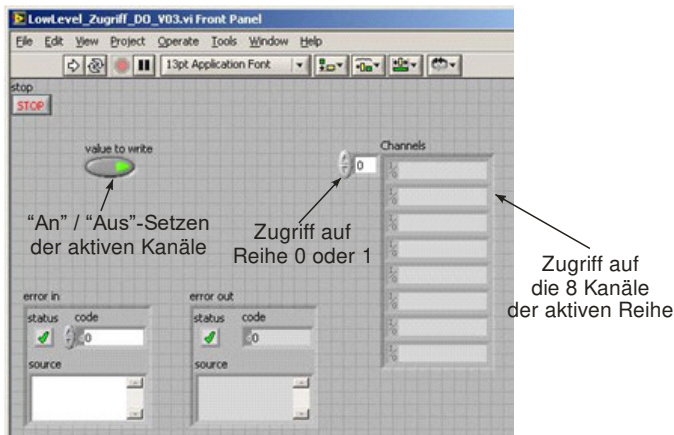 LowLevel_Zugriff_DO_V03.vi Front Panel
File Edit View Project Operate Tools Window Help
13pt Application Font
stop
STOP
value to write
Channels
0
"An" / "Aus"-Setzen
der aktiven Kanäle
Zugriff auf
Reihe 0 oder 1
Zugriff auf
die 8 Kanäle
der aktiven Reihe
error in
status code
0
source
error out
status code
0
source